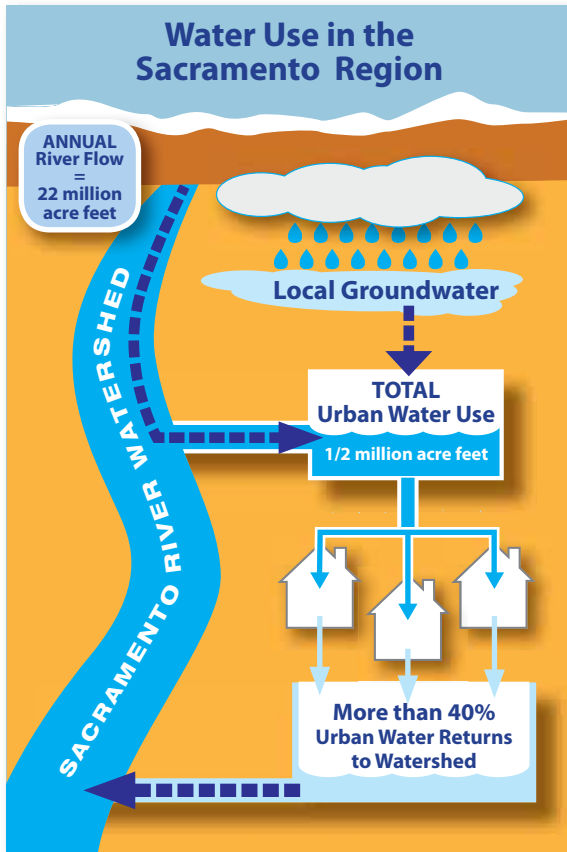 Water Use in the
Sacramento Region
ANNUAL
River Flow
=
22 million
acre feet
SACRAMENTO RIVER WATERSHED
Local Groundwater
TOTAL
Urban Water Use
1/2 million acre feet
More than 40%
Urban Water Returns
to Watershed